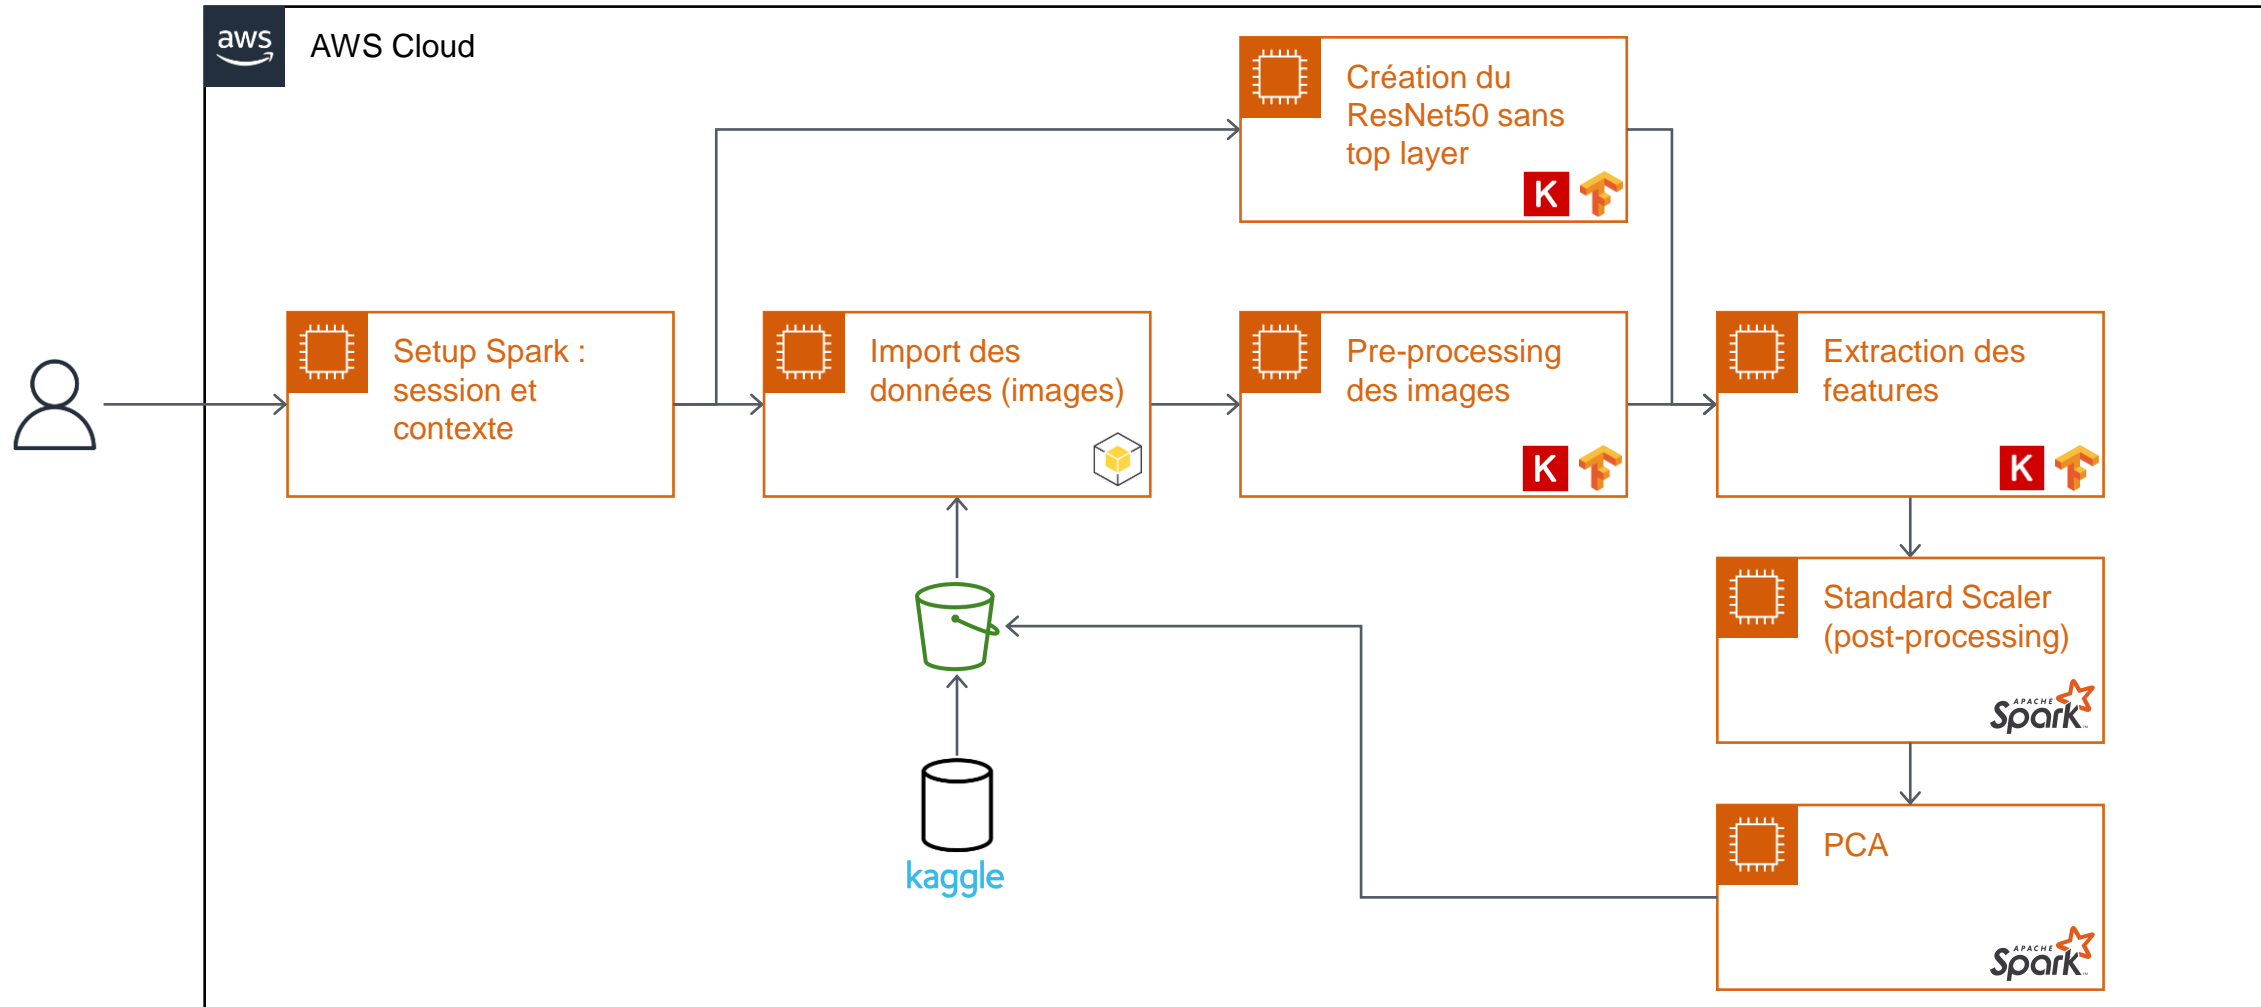 aws
AWS Cloud
Création du
ResNet50 sans
top layer
K
Setup Spark :
session et
contexte
Import des
données (images)
Pre-processing
des images
K
Extraction des
features
K
Standard Scaler
(post-processing)
APACHE
Spark
kaggle
PCA
APACHE
Spark